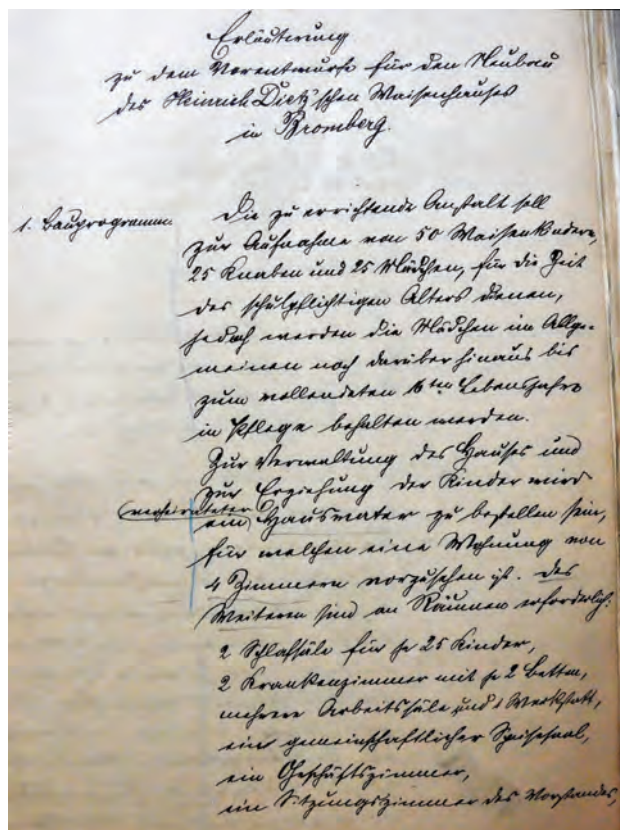 Erläuterung
zu dem Vorentwurfe für den Neubau
des Heinrich Dietz'schen Waisenhauses
in Bromberg.
1. Bauprogramm.
Die zu errichtende Anstalt soll
zur Aufnahme von 50 Waisenkindern,
25 Knaben und 25 Mädchen, für die Zeit
des schulpflichtigen Alters dienen,
jedoch werden die Mädchen im Allge-
meinen noch darüber hinaus bis
zum vollendeten 16ten Lebensjahre
in Pflege behalten werden.
Zur Verwaltung des Hauses und
zur Erziehung der Kinder wird
(verheirateter)
ein Hausvater zu bestellen sein,
für welchen eine Wohnung von
4 Zimmern vorzusehen ist. Des
Weiteren sind an Räumen erforderlich:
2 Schlafsäle für je 25 Kinder,
2 Krankenzimmer mit je 2 Betten,
mehrere Arbeitssäle und 1 Werkstatt,
ein gemeinschaftlicher Speisesaal,
ein Geschäftszimmer,
ein Sitzungszimmer des Vorstandes,